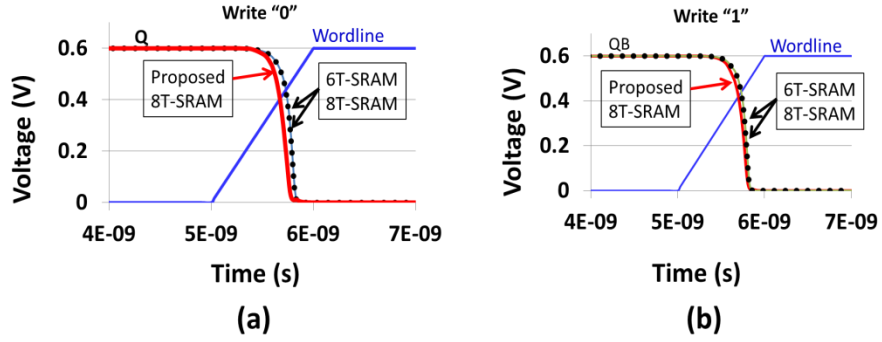 Write “0”
Q
Wordline
0.6
Proposed
8T-SRAM
6T-SRAM
8T-SRAM
0.4
0.2
0
Voltage (V)
4E-09 5E-09 6E-09 7E-09
Time (s)
(a)
Write “1”
QB
Wordline
0.6
Proposed
8T-SRAM
6T-SRAM
8T-SRAM
0.4
0.2
0
Voltage (V)
4E-09 5E-09 6E-09 7E-09
Time (s)
(b)